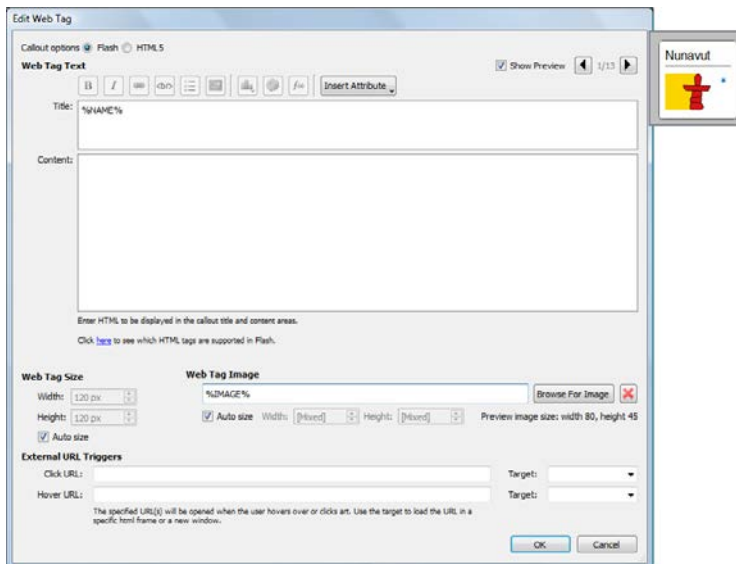 Edit Web Tag
Callout options Flash HTML5
Web Tag Text
Show Preview 1/13
B I Insert Attribute
Title: %NAME%
Content:
Enter HTML to be displayed in the callout title and content areas.
Click here to see which HTML tags are supported in Flash.
Web Tag Size
Width: 120 px
Height: 120 px
Auto size
Web Tag Image
%IMAGE% Browse For Image
Auto size Width: [Mixed] Height: [Mixed] Preview image size: width 80, height 45
External URL Triggers
Click URL: Target:
Hover URL: Target:
The specified URL(s) will be opened when the user hovers over or clicks art. Use the target to load the URL in a
specific html frame or a new window.
OK Cancel
Nunavut